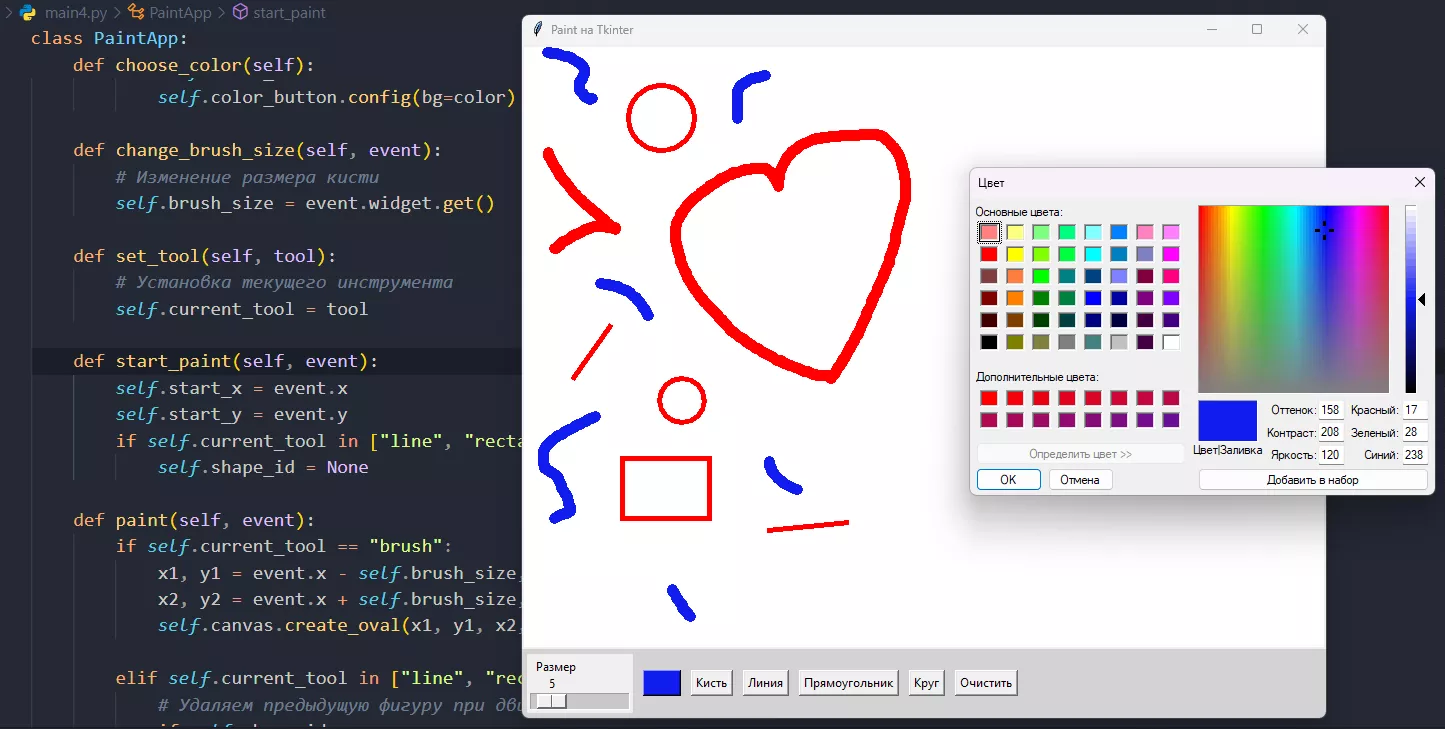 main4.py > PaintApp > start_paint
class PaintApp:
def choose_color(self):
self.color_button.config(bg=color)
def change_brush_size(self, event):
# Изменение размера кисти
self.brush_size = event.widget.get()
def set_tool(self, tool):
# Установка текущего инструмента
self.current_tool = tool
def start_paint(self, event):
self.start_x = event.x
self.start_y = event.y
if self.current_tool in ["line", "recta
self.shape_id = None
def paint(self, event):
if self.current_tool == "brush":
x1, y1 = event.x - self.brush_size,
x2, y2 = event.x + self.brush_size,
self.canvas.create_oval(x1, y1, x2,
elif self.current_tool in ["line", "rec
# Удаляем предыдущую фигуру при дви
Paint на Tkinter
Размер
5
Кисть
Линия
Прямоугольник
Круг
Очистить
Цвет
Основные цвета:
Дополнительные цвета:
Определить цвет >>
OK
Отмена
Цвет|Заливка
Оттенок: 158 Красный: 17
Контраст: 208 Зеленый: 28
Яркость: 120 Синий: 238
Добавить в набор